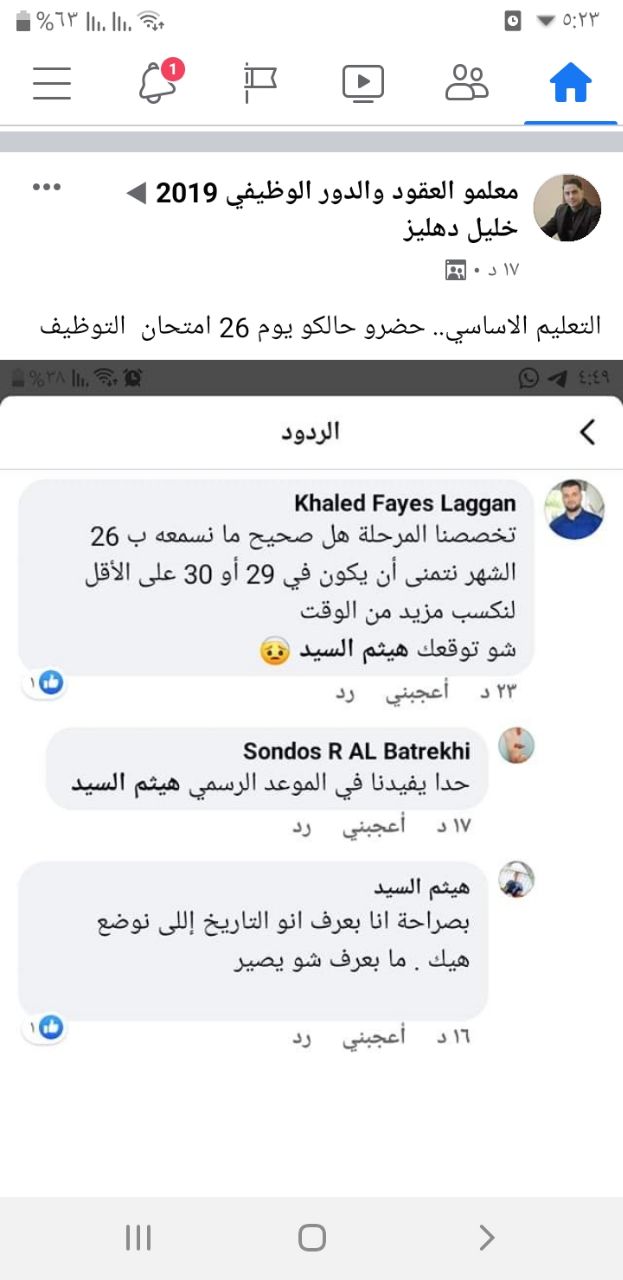 %٦٣ ٥:٢٣
1
معلمو العقود والدور الوظيفي 2019 ◀
خليل دهليز
١٧ د •
التعليم الاساسي.. حضرو حالكو يوم 26 امتحان التوظيف
%٣٨ ٤:٤٩
الردود
Khaled Fayes Laggan
تخصصنا المرحلة هل صحيح ما نسمعه ب 26
الشهر نتمنى أن يكون في 29 أو 30 على الأقل
لنكسب مزيد من الوقت
شو توقعك هيثم السيد 😟
١
٢٣ د أعجبني رد
Sondos R AL Batrekhi
حدا يفيدنا في الموعد الرسمي هيثم السيد
١٧ د أعجبني رد
هيثم السيد
بصراحة انا بعرف انو التاريخ إللى نوضع
هيك . ما بعرف شو يصير
١
١٦ د أعجبني رد